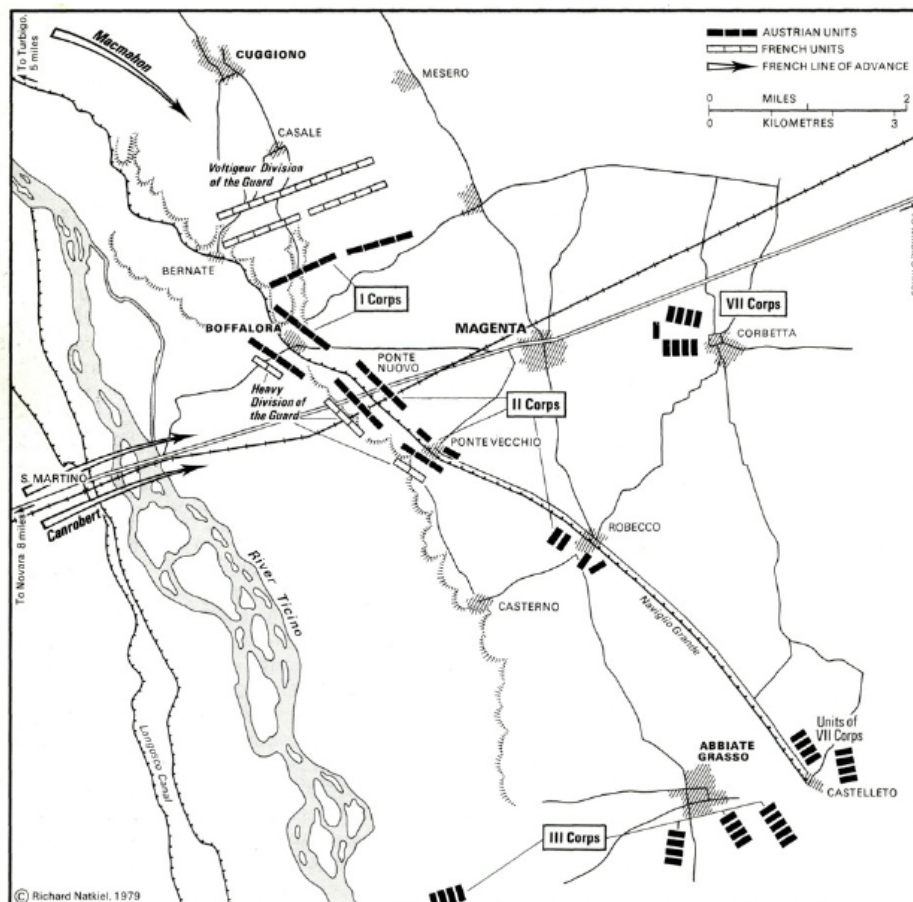 To Turbigo,
5 miles
Macmahon
CUGGIONO
MESERO
AUSTRIAN UNITS
FRENCH UNITS
FRENCH LINE OF ADVANCE
0 MILES 2
0 KILOMETRES 3
CASALE
Voltigeur Division
of the Guard
BERNATE
I Corps
BOFFALORA
MAGENTA
VII Corps
CORBETTA
PONTE
NUOVO
Heavy
Division of
the Guard
II Corps
PONTE VECCHIO
S. MARTINO
Canrobert
To Novara 8 miles
River Ticino
ROBECCO
CASTERNO
Naviglio Grande
Langosco Canal
Units of
VII Corps
ABBIATE
GRASSO
CASTELLETO
III Corps
© Richard Natkiel, 1979